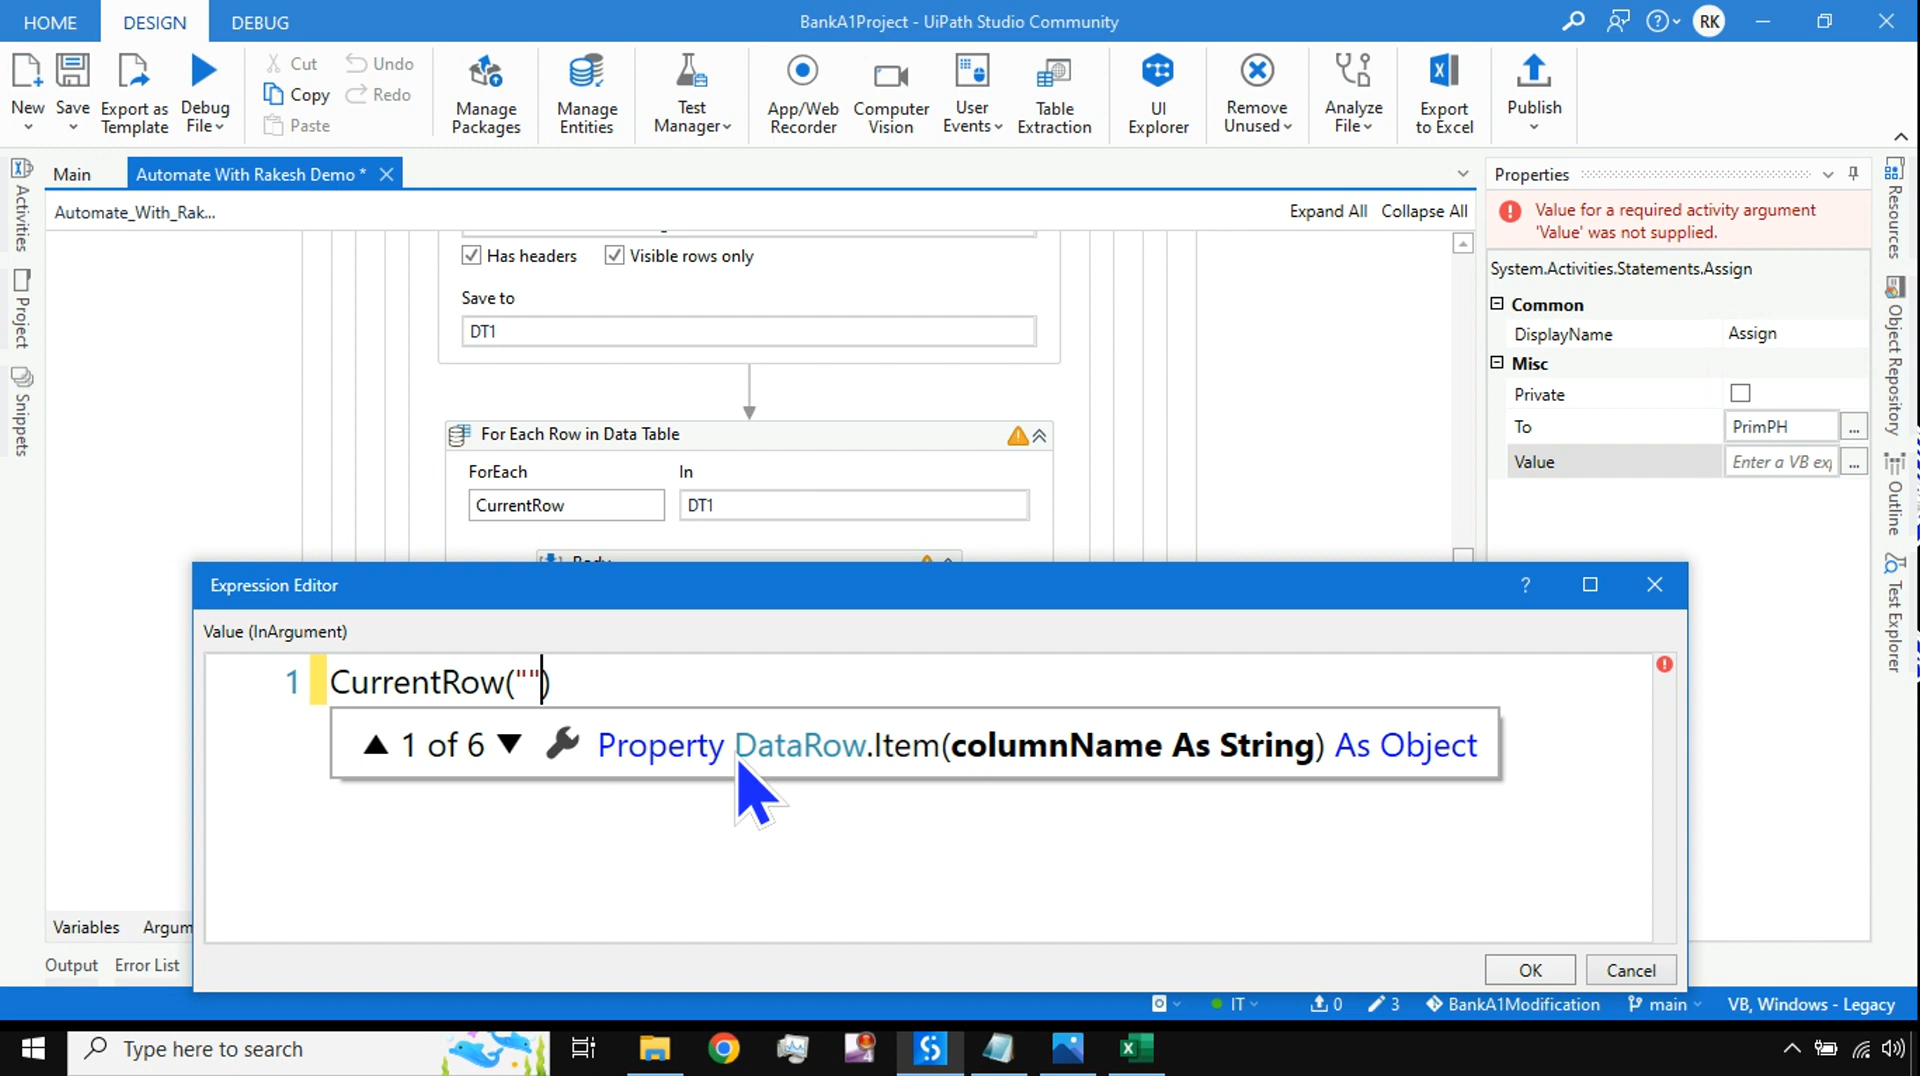 HOME DESIGN DEBUG BankA1Project - UiPath Studio Community RK
New Save Export as Template Debug File Cut Copy Paste Undo Redo Manage Packages Manage Entities Test Manager App/Web Recorder Computer Vision User Events Table Extraction UI Explorer Remove Unused Analyze File Export to Excel Publish
Main Automate With Rakesh Demo *
Automate_With_Rak... Expand All Collapse All
Activities
Project
Snippets
Has headers Visible rows only
Save to
DT1
For Each Row in Data Table
ForEach In
CurrentRow DT1
Properties
Value for a required activity argument
'Value' was not supplied.
System.Activities.Statements.Assign
Common
DisplayName Assign
Misc
Private
To PrimPH ...
Value Enter a VB exp ...
Resources
Object Repository
Outline
Test Explorer
Expression Editor ?
Value (InArgument)
1 CurrentRow("")
1 of 6 Property DataRow.Item(columnName As String) As Object
OK Cancel
Variables Argum
Output Error List
IT 0 3 BankA1Modification main VB, Windows - Legacy
Type here to search